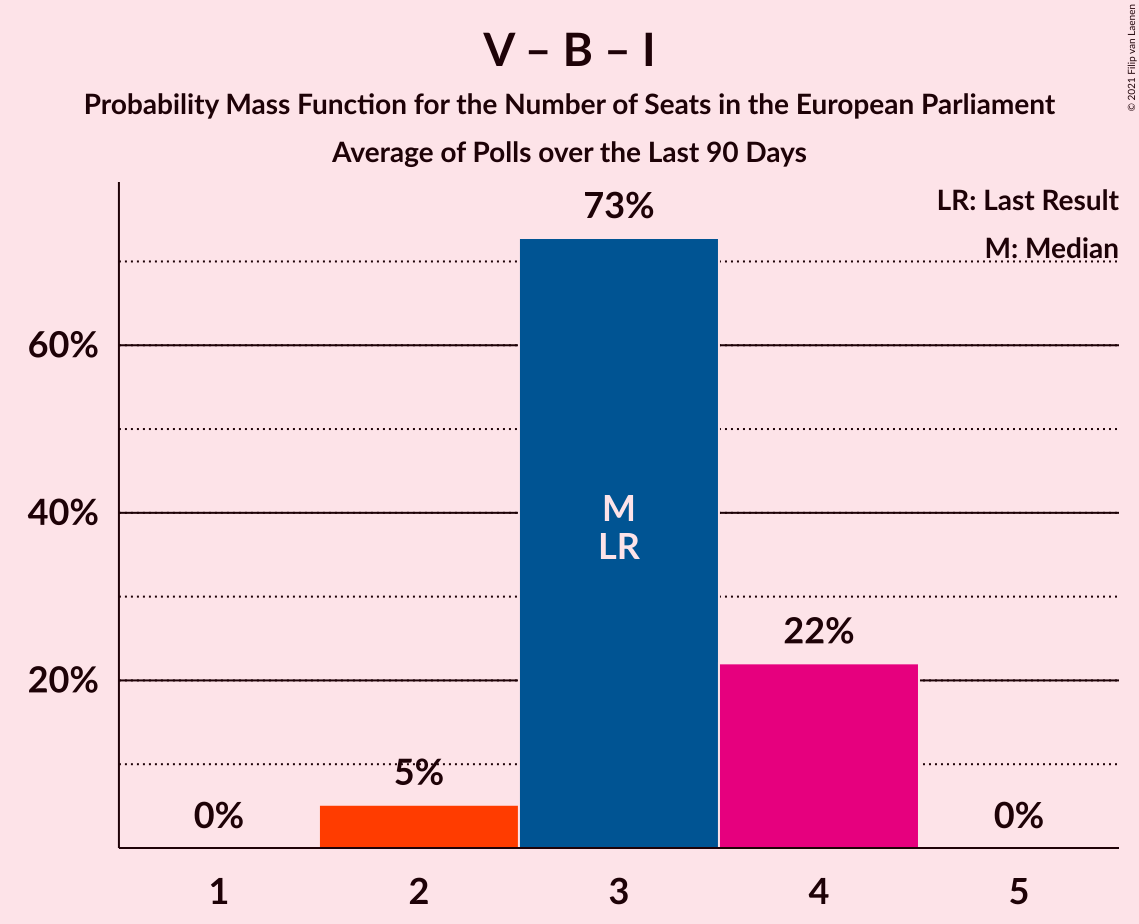 V – B – I
Probability Mass Function for the Number of Seats in the European Parliament
Average of Polls over the Last 90 Days
© 2021 Filip van Laenen
LR: Last Result
M: Median
60%
40%
20%
0%
5%
73%
M
LR
22%
0%
1
2
3
4
5